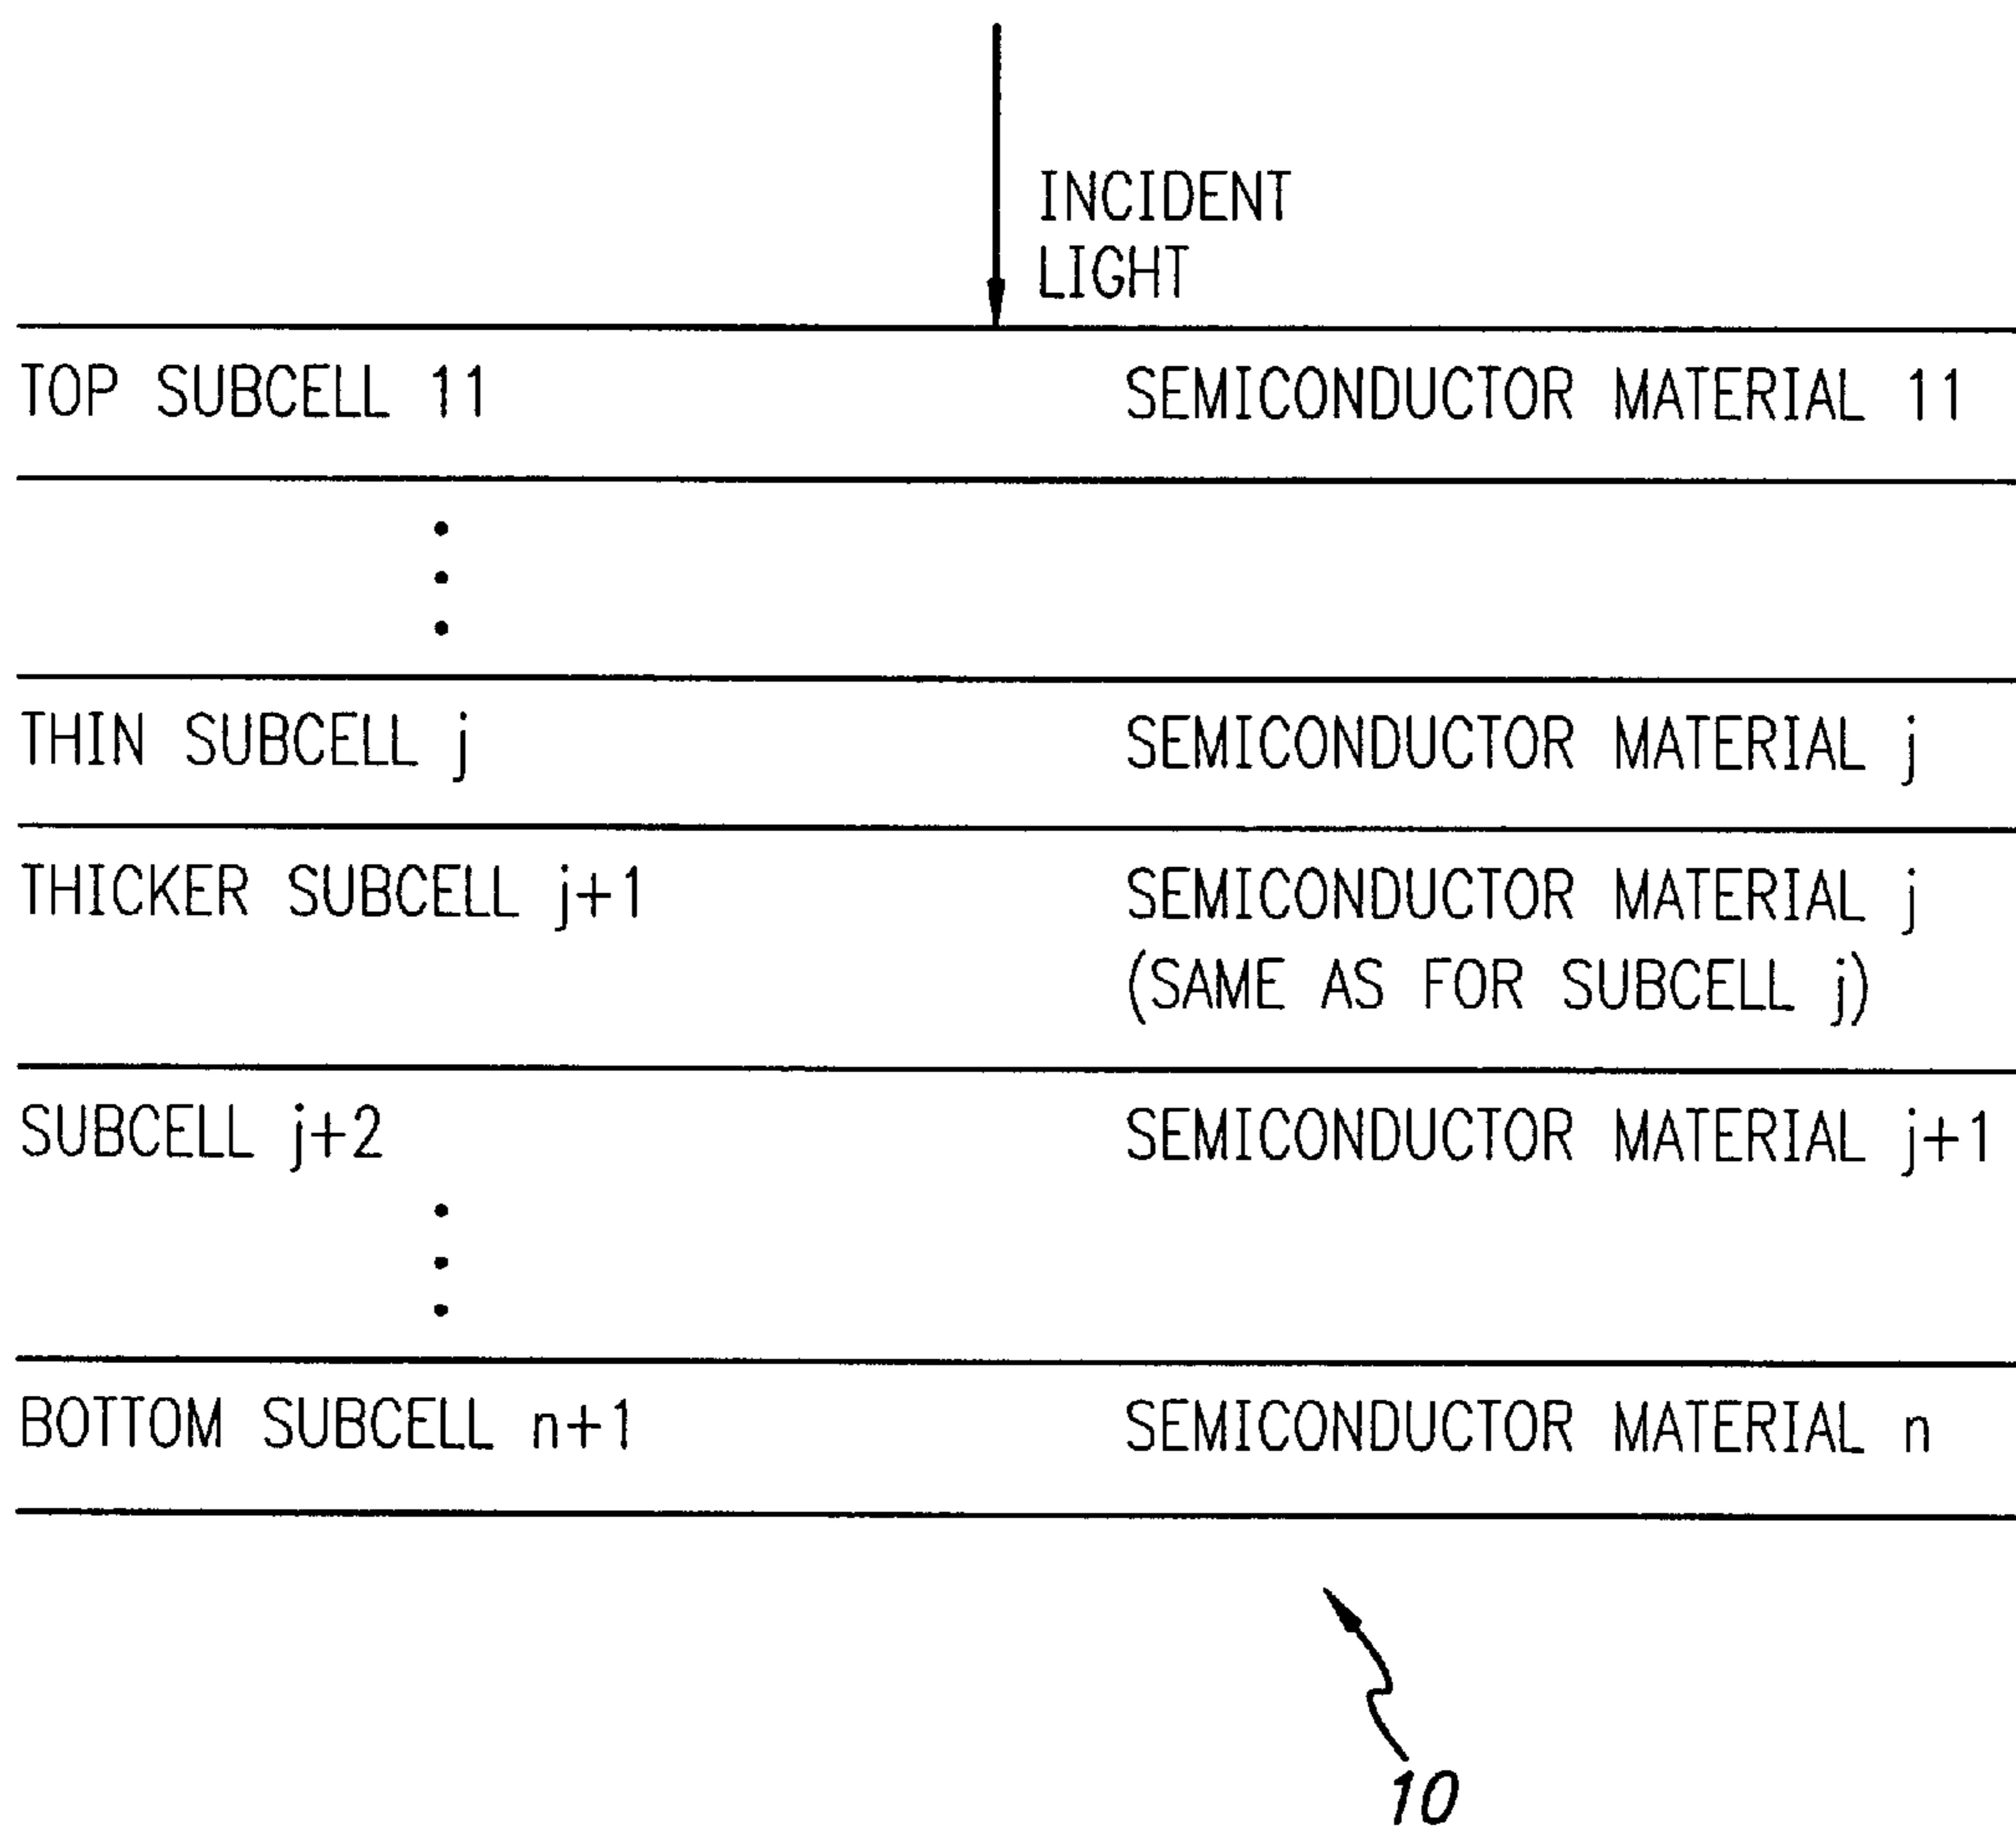 INCIDENT
LIGHT
TOP SUBCELL 11 SEMICONDUCTOR MATERIAL 11
THIN SUBCELL j SEMICONDUCTOR MATERIAL j
THICKER SUBCELL j+1 SEMICONDUCTOR MATERIAL j
(SAME AS FOR SUBCELL j)
SUBCELL j+2 SEMICONDUCTOR MATERIAL j+1
BOTTOM SUBCELL n+1 SEMICONDUCTOR MATERIAL n
10